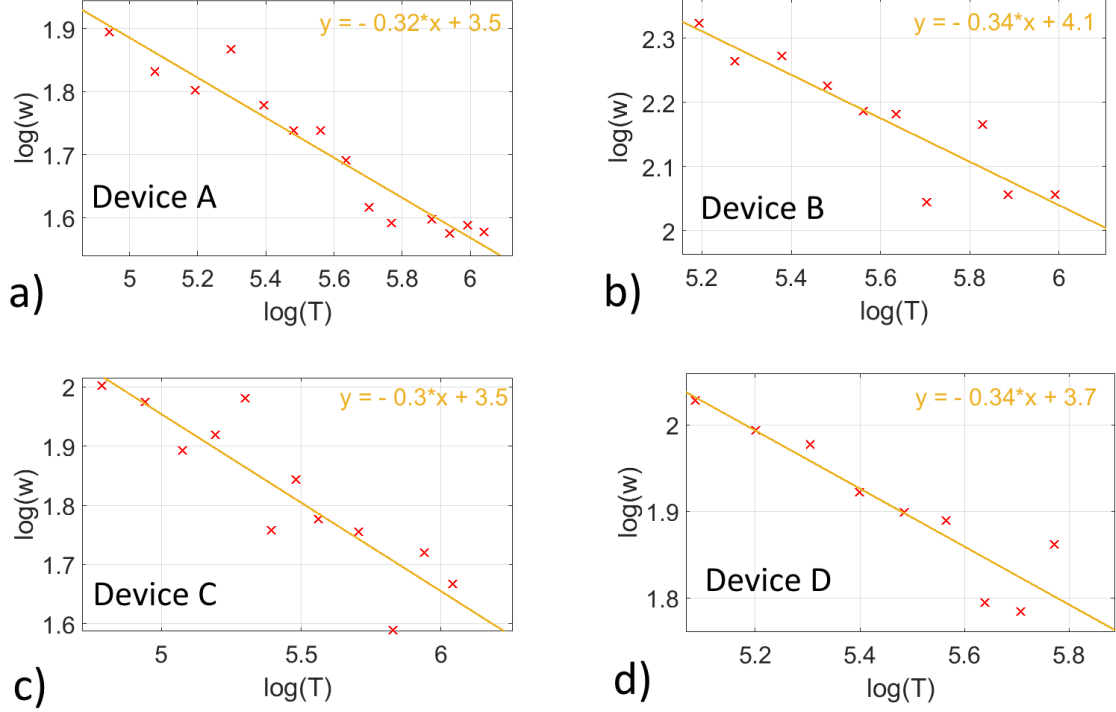 y = - 0.32*x + 3.5
1.9
1.8
1.7
1.6
log(w)
Device A
5 5.2 5.4 5.6 5.8 6
log(T)
a)
y = - 0.34*x + 4.1
2.3
2.2
2.1
2
log(w)
Device B
5.2 5.4 5.6 5.8 6
log(T)
b)
y = - 0.3*x + 3.5
2
1.9
1.8
1.7
1.6
log(w)
Device C
5 5.5 6
log(T)
c)
y = - 0.34*x + 3.7
2
1.9
1.8
log(w)
Device D
5.2 5.4 5.6 5.8
log(T)
d)